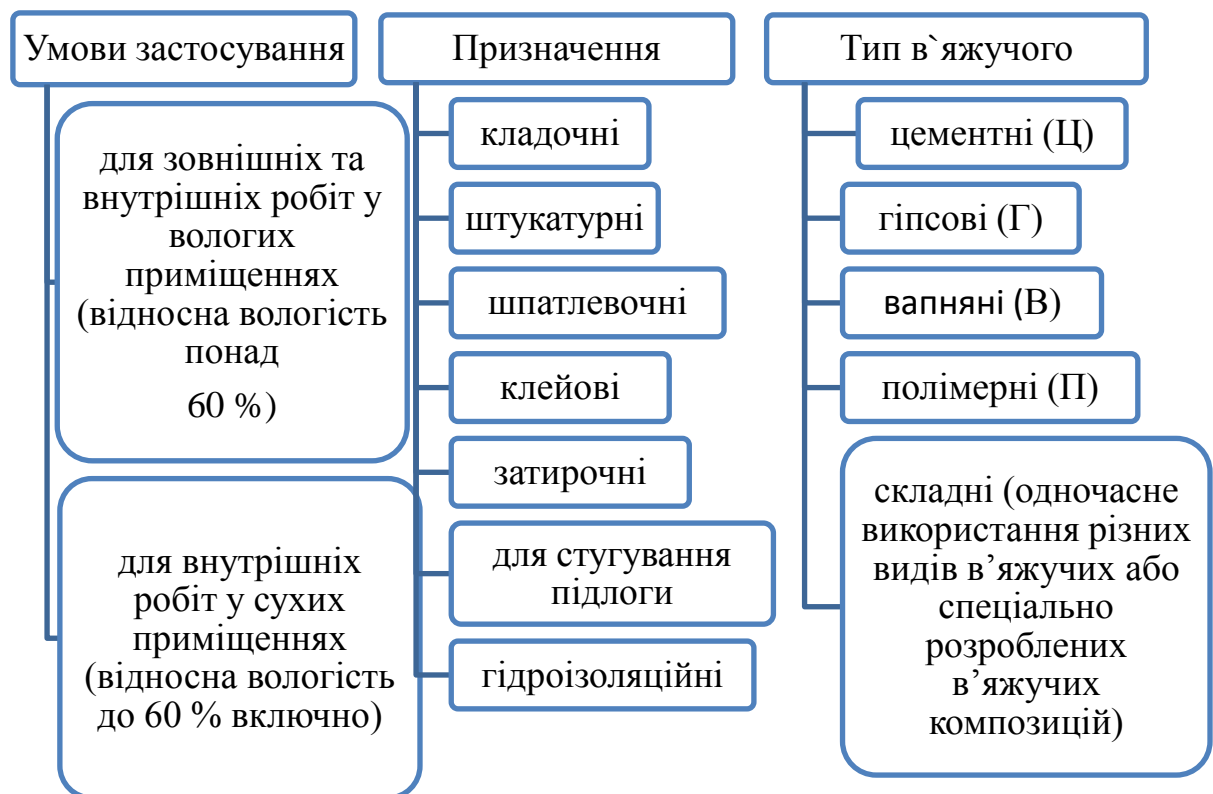 Умови застосування
для зовнішніх та
внутрішніх робіт у
вологих
приміщеннях
(відносна вологість
понад
60 %)
для внутрішніх
робіт у сухих
приміщеннях
(відносна вологість
до 60 % включно)
Призначення
кладочні
штукатурні
шпатлевочні
клейові
затирочні
для стугування
підлоги
гідроізоляційні
Тип в`яжучого
цементні (Ц)
гіпсові (Г)
вапняні (В)
полімерні (П)
складні (одночасне
використання різних
видів в’яжучих або
спеціально
розроблених
в’яжучих
композицій)